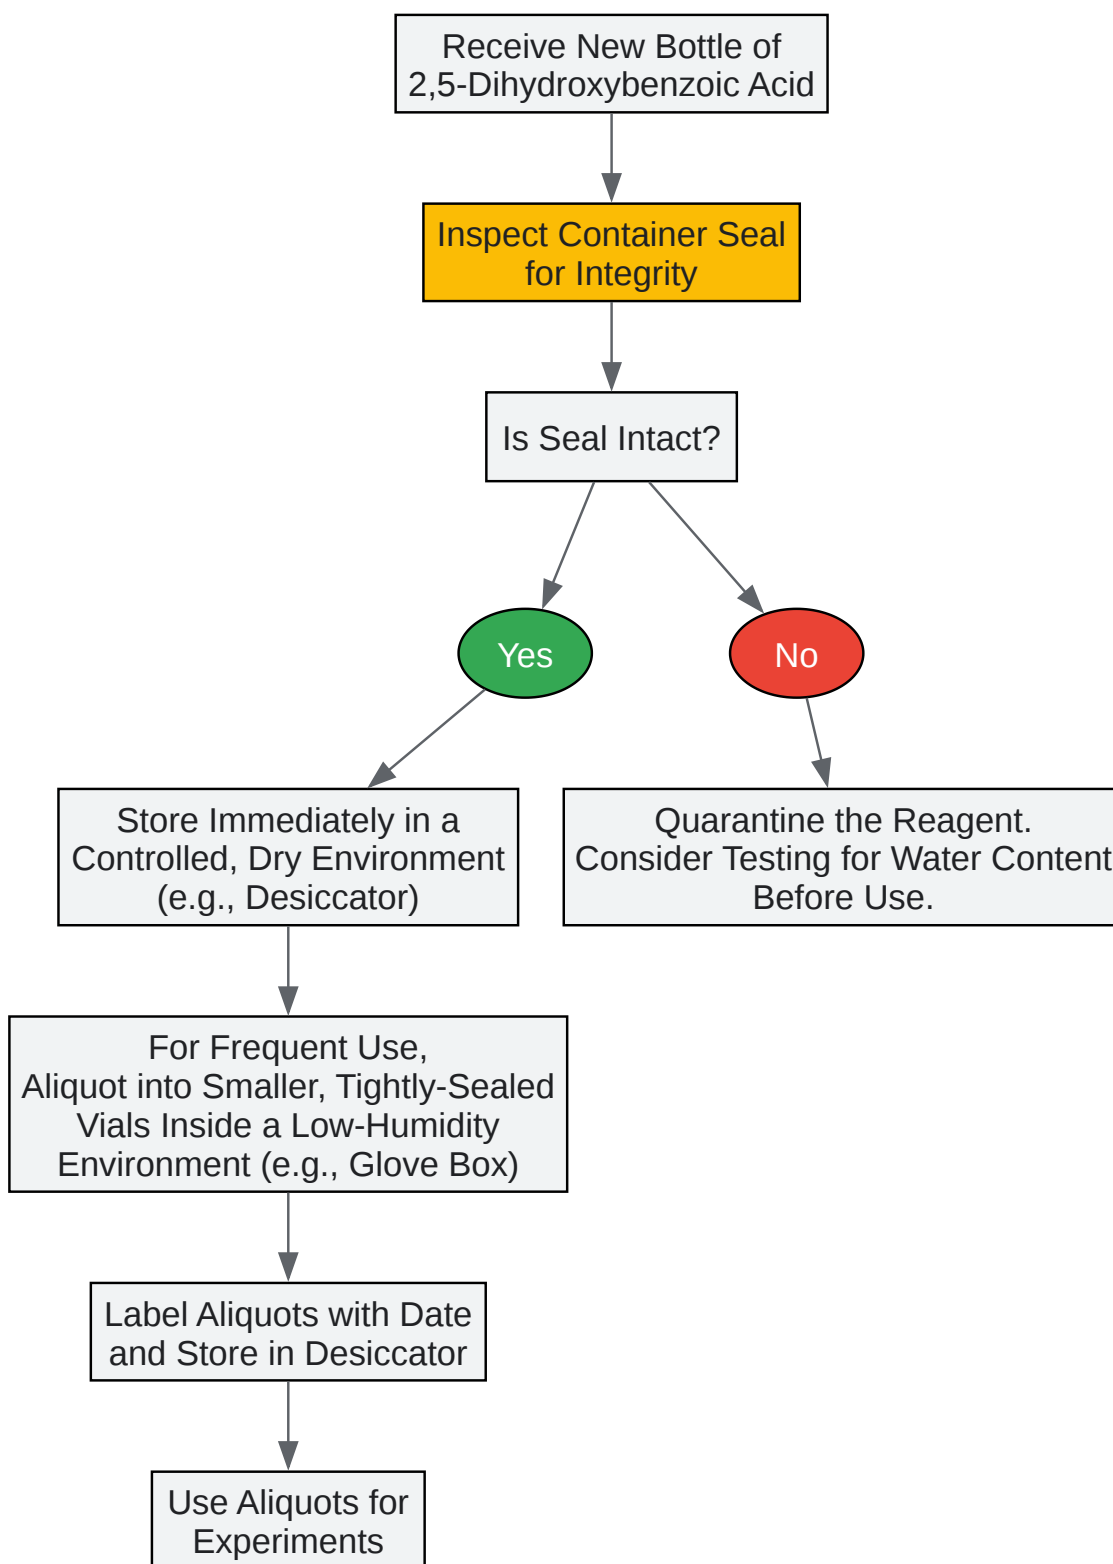 Receive New Bottle of
2,5-Dihydroxybenzoic Acid
Inspect Container Seal
for Integrity
Is Seal Intact?
Yes
No
Store Immediately in a
Controlled, Dry Environment
(e.g., Desiccator)
Quarantine the Reagent.
Consider Testing for Water Content
Before Use.
For Frequent Use,
Aliquot into Smaller, Tightly-Sealed
Vials Inside a Low-Humidity
Environment (e.g., Glove Box)
Label Aliquots with Date
and Store in Desiccator
Use Aliquots for
Experiments